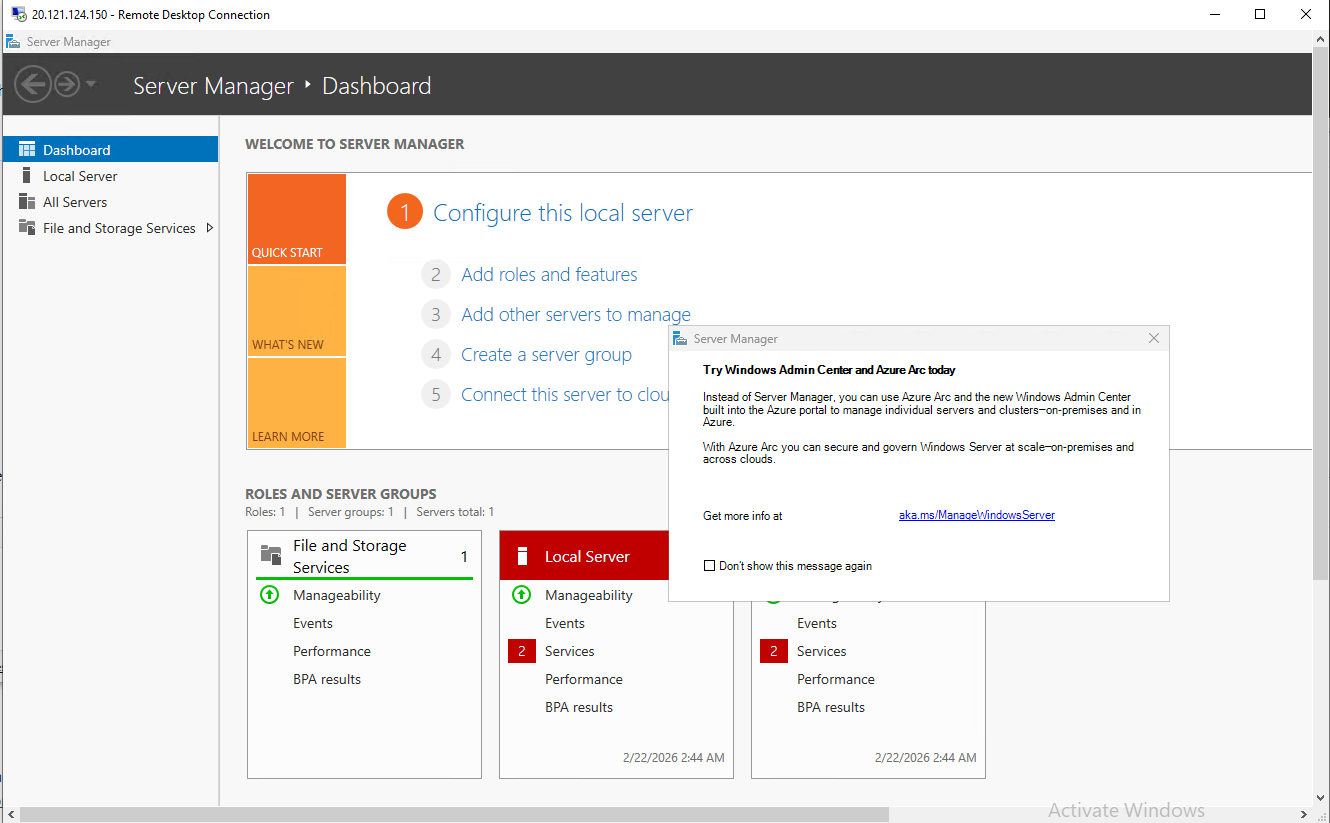 20.121.124.150 - Remote Desktop Connection
Server Manager
Server Manager • Dashboard
Dashboard
Local Server
All Servers
File and Storage Services
WELCOME TO SERVER MANAGER
QUICK START
WHAT'S NEW
LEARN MORE
1 Configure this local server
2 Add roles and features
3 Add other servers to manage
4 Create a server group
5 Connect this server to clou
Server Manager
Try Windows Admin Center and Azure Arc today
Instead of Server Manager, you can use Azure Arc and the new Windows Admin Center
built into the Azure portal to manage individual servers and clusters—on-premises and in
Azure.
With Azure Arc you can secure and govern Windows Server at scale—on-premises and
across clouds.
Get more info at aka.ms/ManageWindowsServer
Don't show this message again
ROLES AND SERVER GROUPS
Roles: 1 | Server groups: 1 | Servers total: 1
File and Storage
Services
1
Manageability
Events
Performance
BPA results
Local Server
Manageability
Events
2 Services
Performance
BPA results
2/22/2026 2:44 AM
Events
2 Services
Performance
BPA results
2/22/2026 2:44 AM
Activate Windows